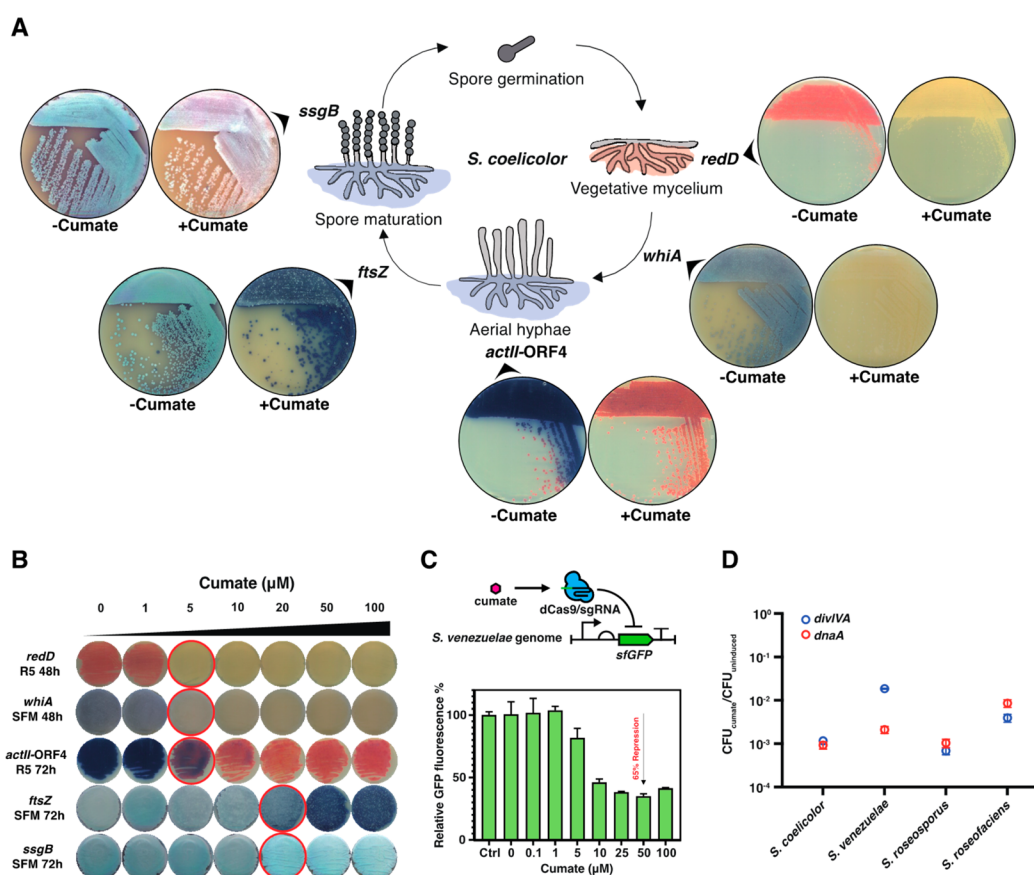 A
Spore germination
ssgB
S. coelicolor
redD
Vegetative mycelium
-Cumate
+Cumate
Spore maturation
-Cumate
+Cumate
whiA
ftsZ
Aerial hyphae
actII-ORF4
-Cumate
+Cumate
-Cumate
+Cumate
-Cumate
+Cumate
B
Cumate (µM)
0 1 5 10 20 50 100
redD
R5 48h
whiA
SFM 48h
actII-ORF4
R5 72h
ftsZ
SFM 72h
ssgB
SFM 72h
C
cumate
dCas9/sgRNA
S. venezuelae genome
sfGFP
Relative GFP fluorescence %
100
50
0
65% Repression
Ctrl 0 0.1 1 5 10 25 50 100
Cumate (µM)
D
CFUcumate/CFUuninduced
10⁰
10⁻¹
10⁻²
10⁻³
10⁻⁴
divIVA
dnaA
S. coelicolor
S. venezuelae
S. roseosporus
S. roseofaciens